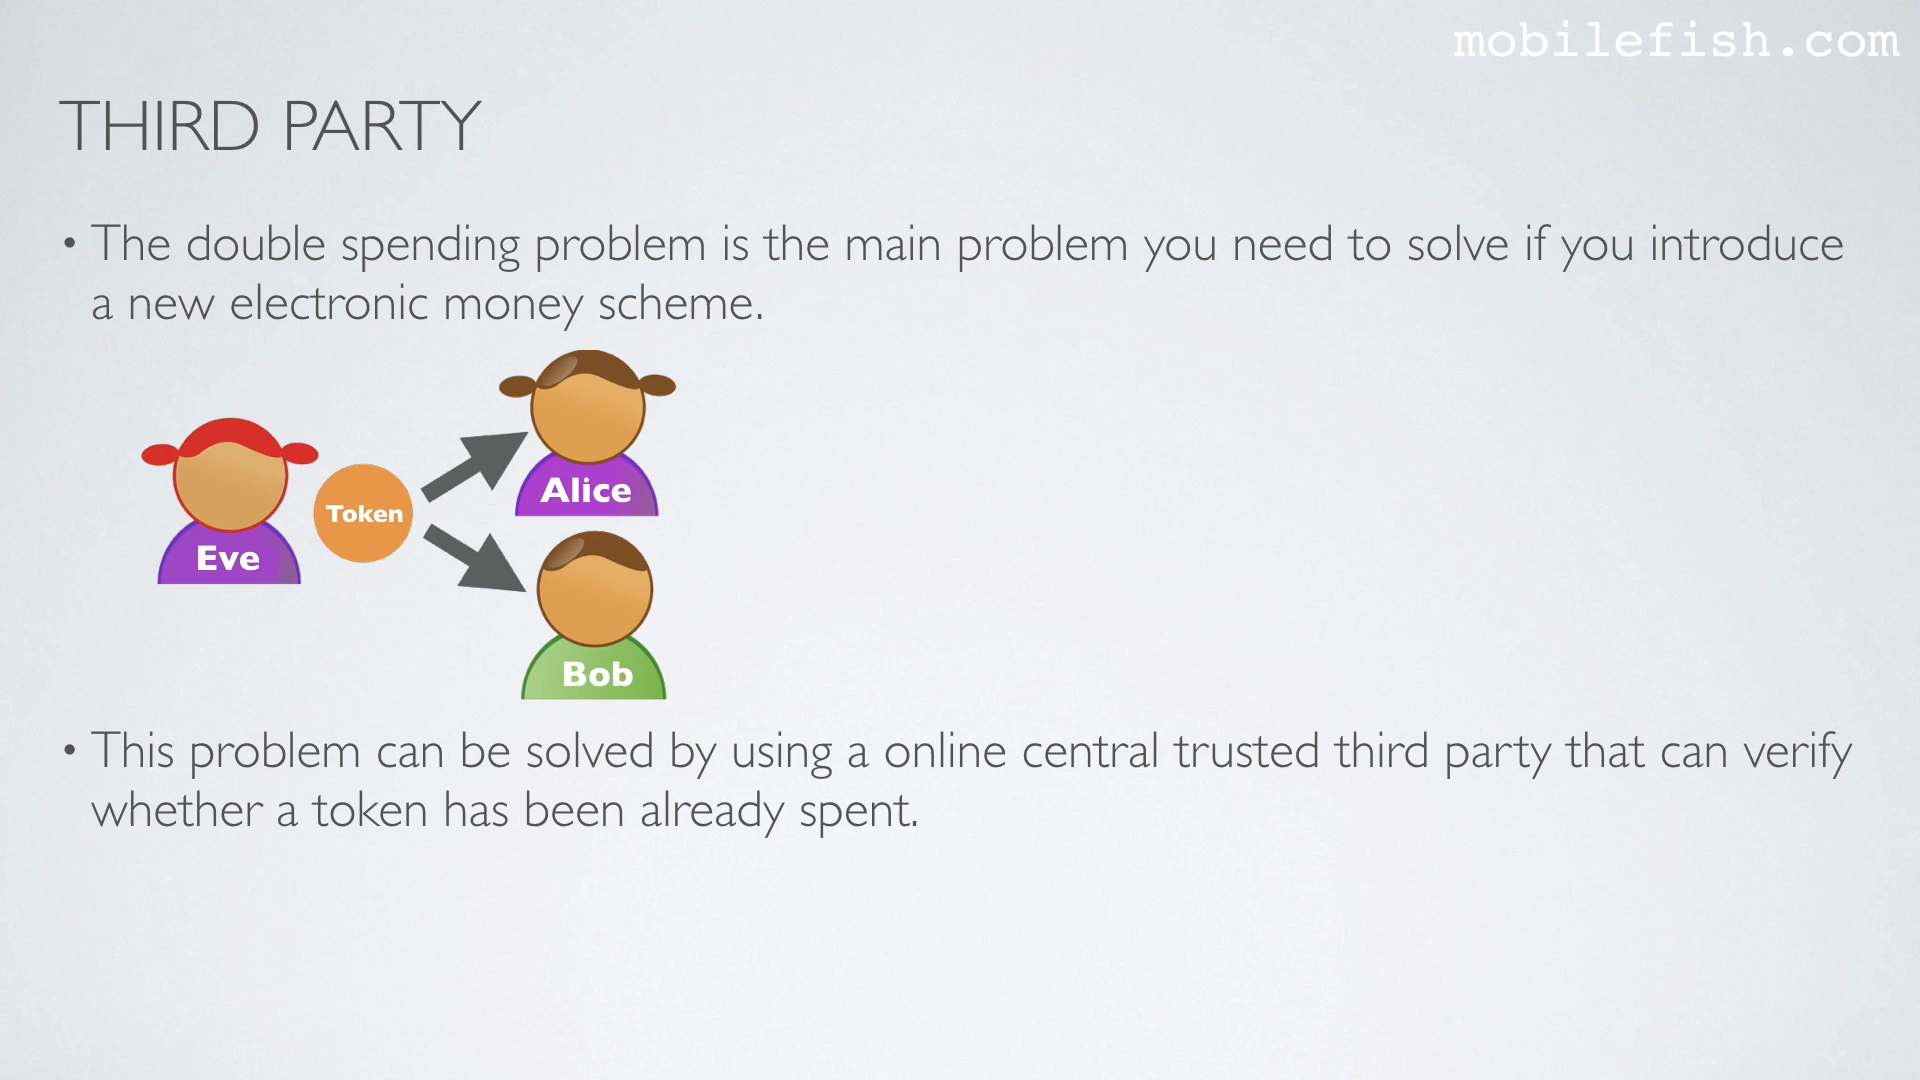 mobilefish.com
THIRD PARTY
• The double spending problem is the main problem you need to solve if you introduce
a new electronic money scheme.
Alice
Token
Eve
Bob
• This problem can be solved by using a online central trusted third party that can verify
whether a token has been already spent.